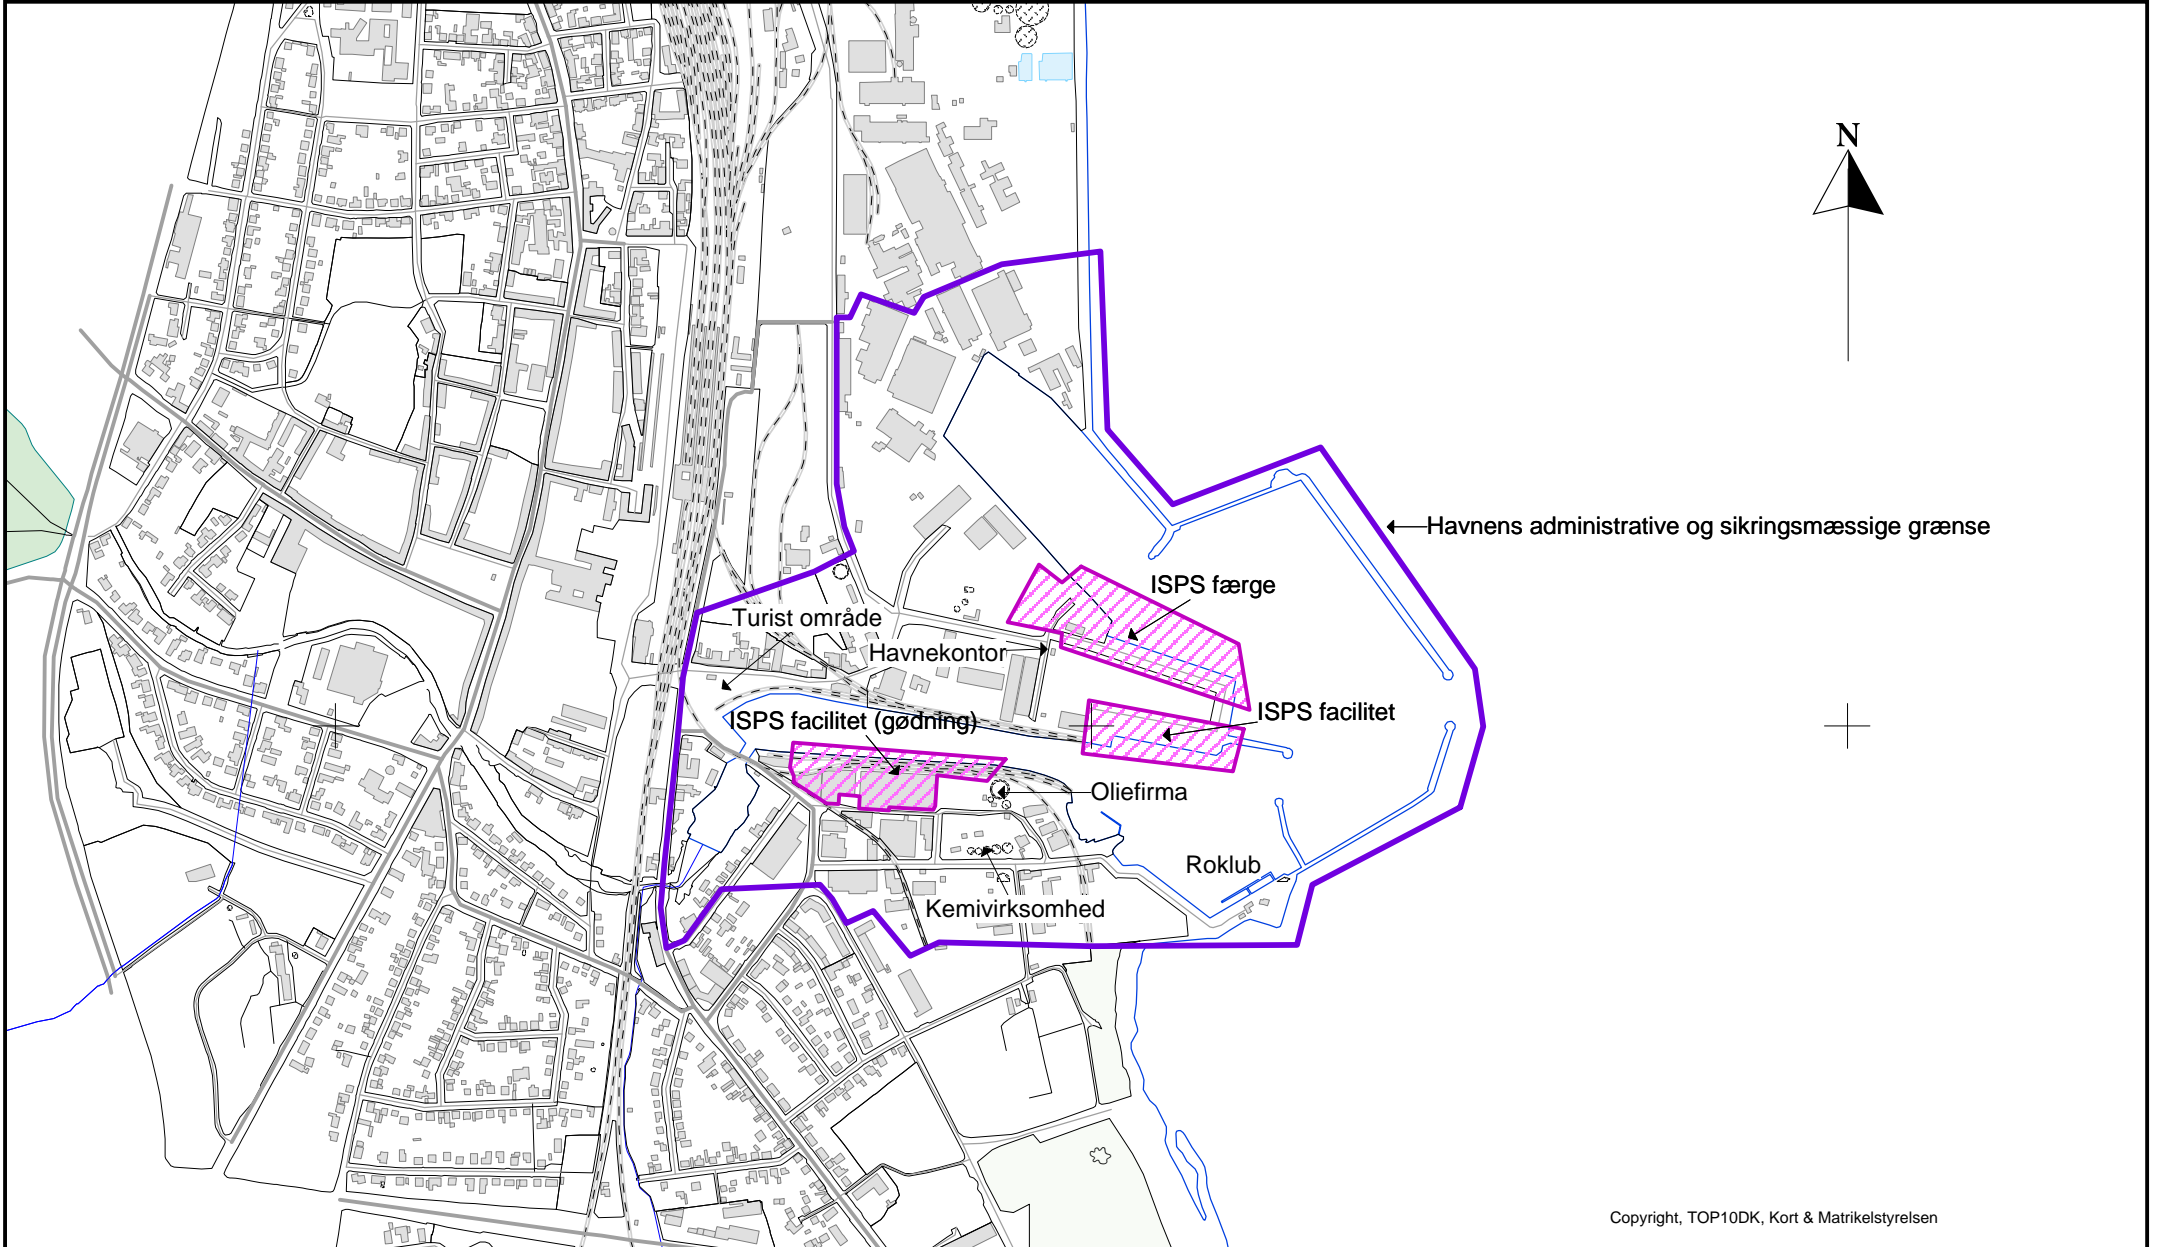 N
Havnens administrative og sikringsmæssige grænse
ISPS færge
Turist område
Havnekontor
ISPS facilitet
ISPS facilitet (gødning)
Oliefirma
Roklub
Kemivirksomhed
Copyright, TOP10DK, Kort & Matrikelstyrelsen